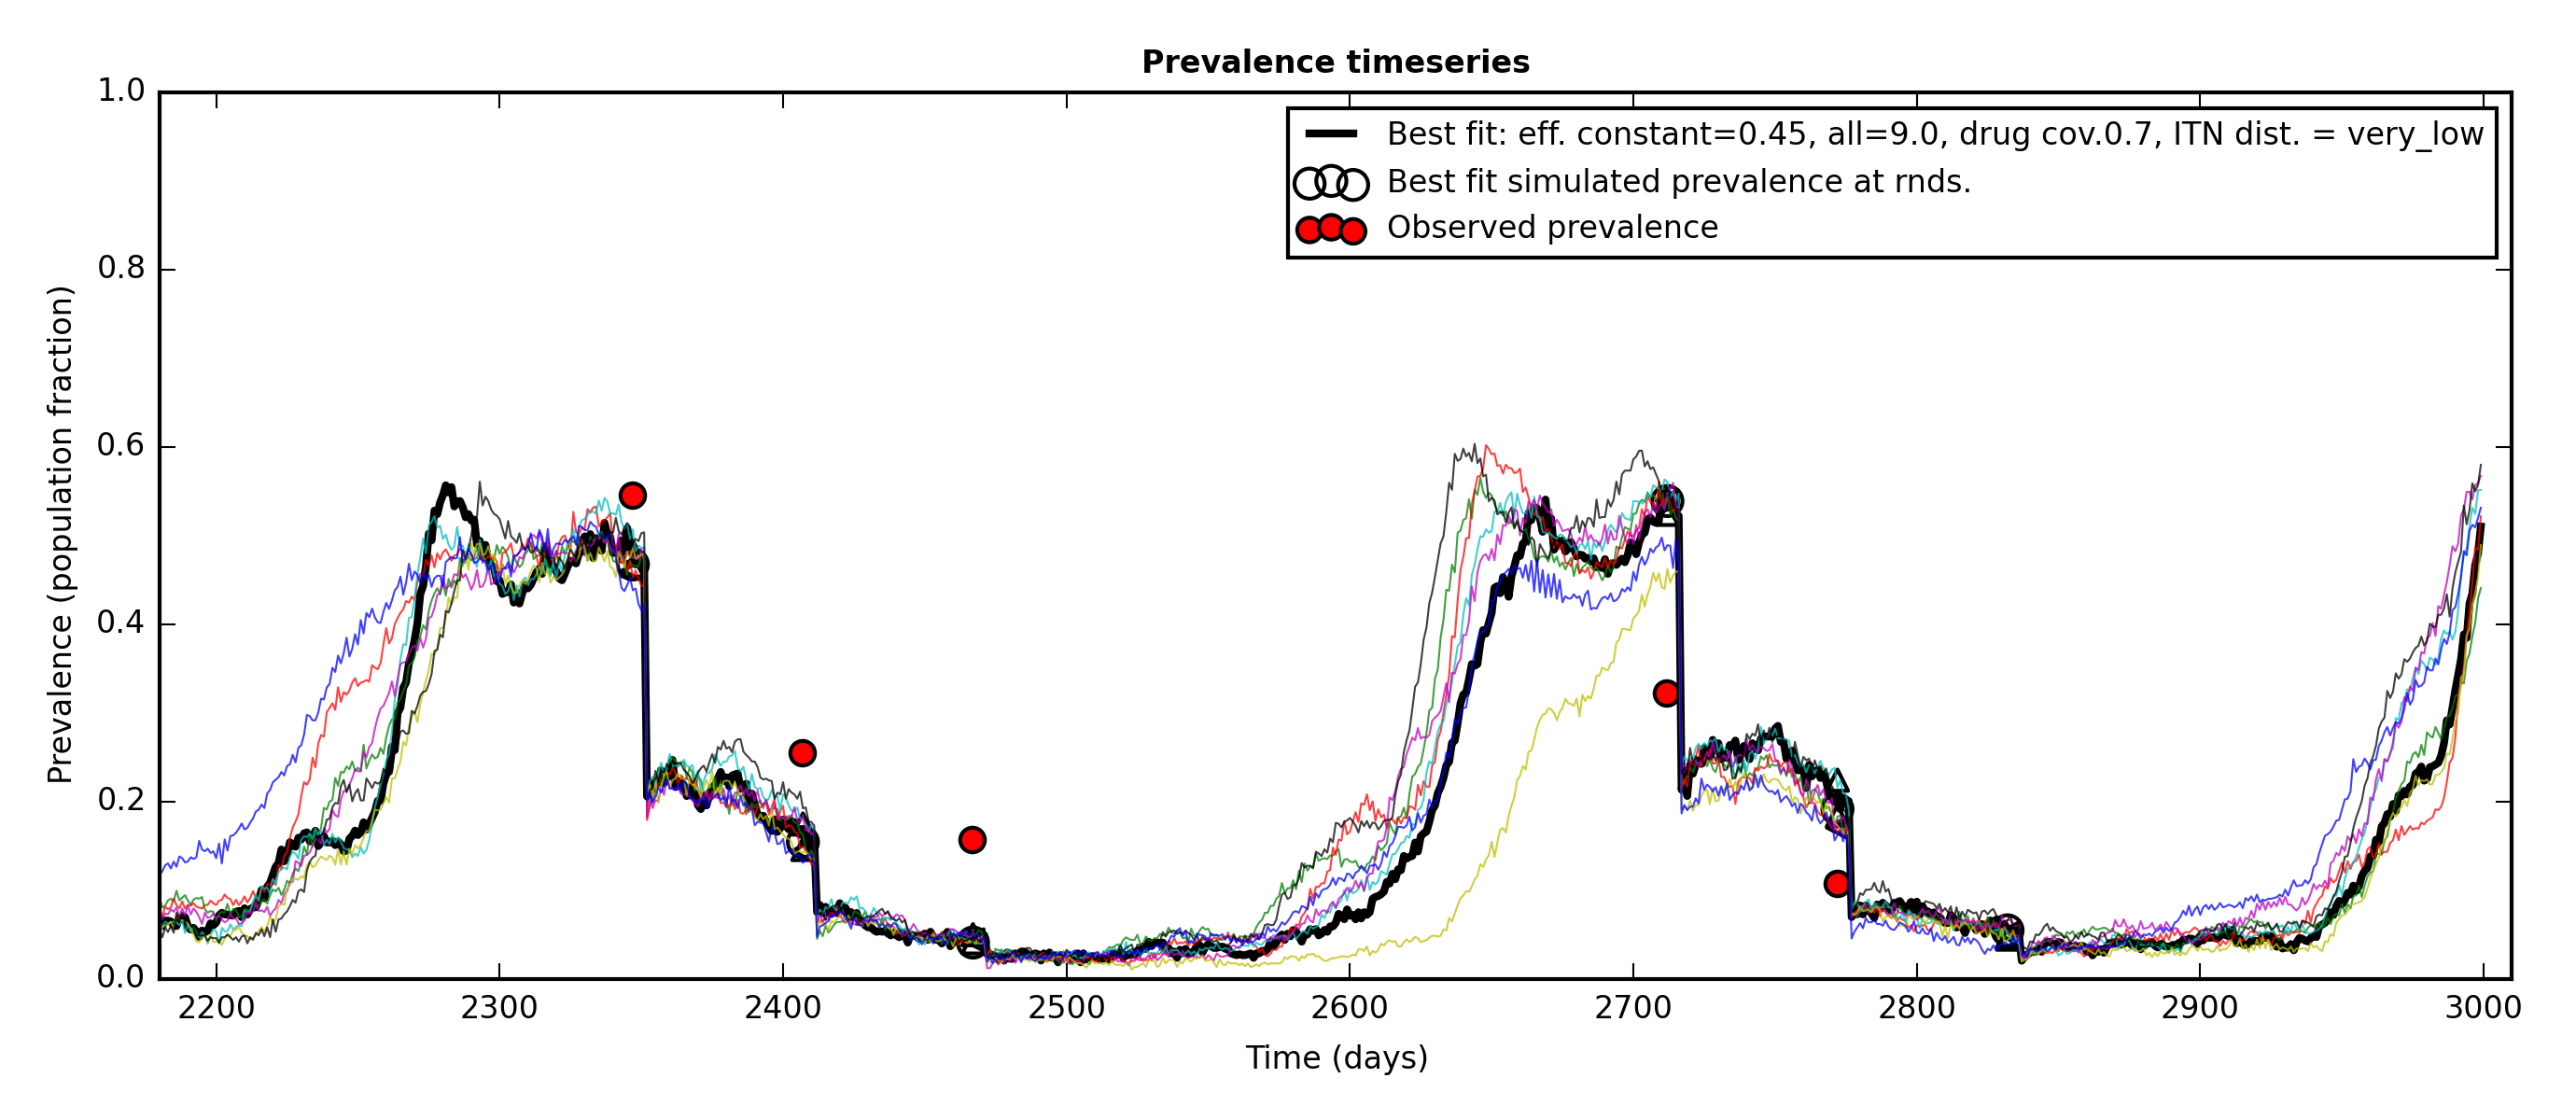 Prevalence timeseries
1.0
0.8
0.6
0.4
0.2
0.0
Prevalence (population fraction)
Best fit: eff. constant=0.45, all=9.0, drug cov.0.7, ITN dist. = very_low
Best fit simulated prevalence at rnds.
Observed prevalence
2200 2300 2400 2500 2600 2700 2800 2900 3000
Time (days)